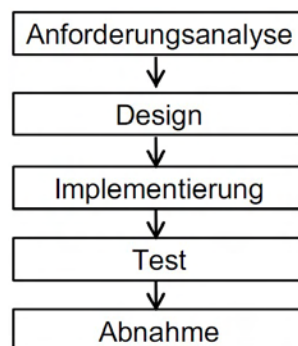 Anforderungsanalyse
Design
Implementierung
Test
Abnahme